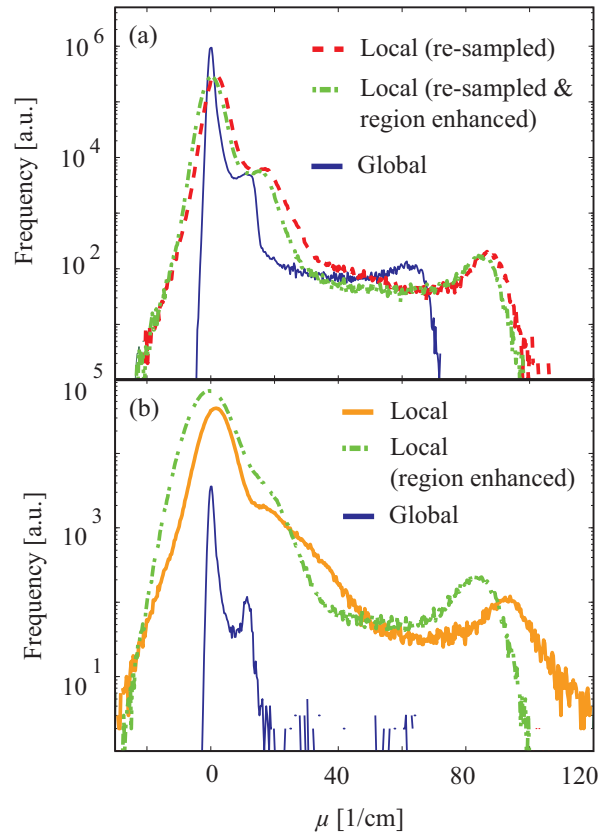 (a)
Local (re-sampled)
Local (re-sampled &
region enhanced)
Global
Frequency [a.u.]
10^6
10^4
10^2
10^5
(b)
Local
Local
(region enhanced)
Global
Frequency [a.u.]
10^3
10^1
0 40 80 120
μ [1/cm]